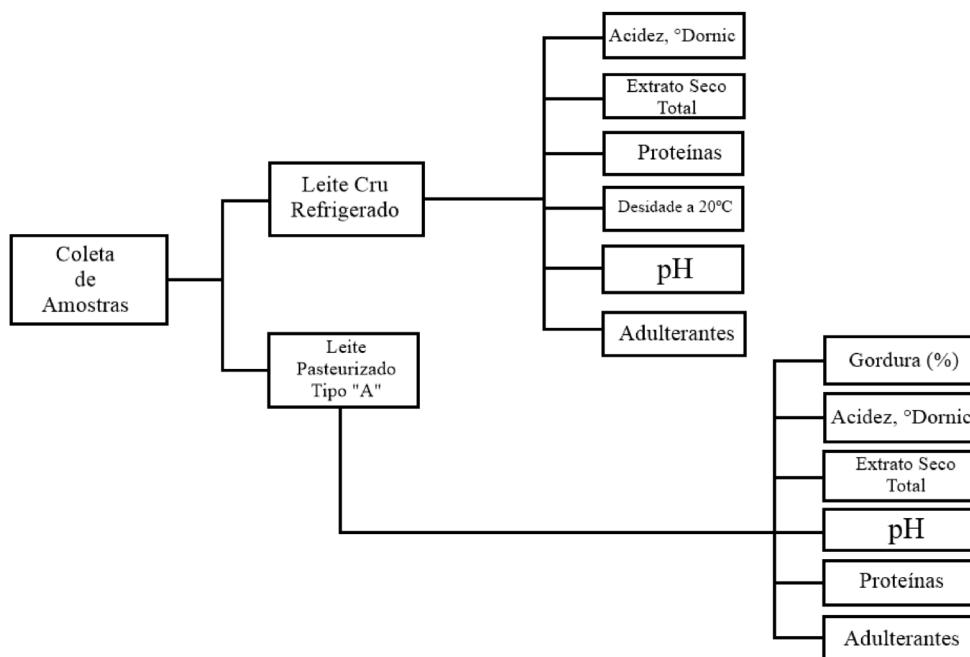 Coleta
de
Amostras
Leite Cru
Refrigerado
Acidez, °Dornic
Extrato Seco
Total
Proteínas
Desidade a 20ºC
pH
Adulterantes
Leite
Pasteurizado
Tipo "A"
Gordura (%)
Acidez, °Dornic
Extrato Seco
Total
pH
Proteínas
Adulterantes